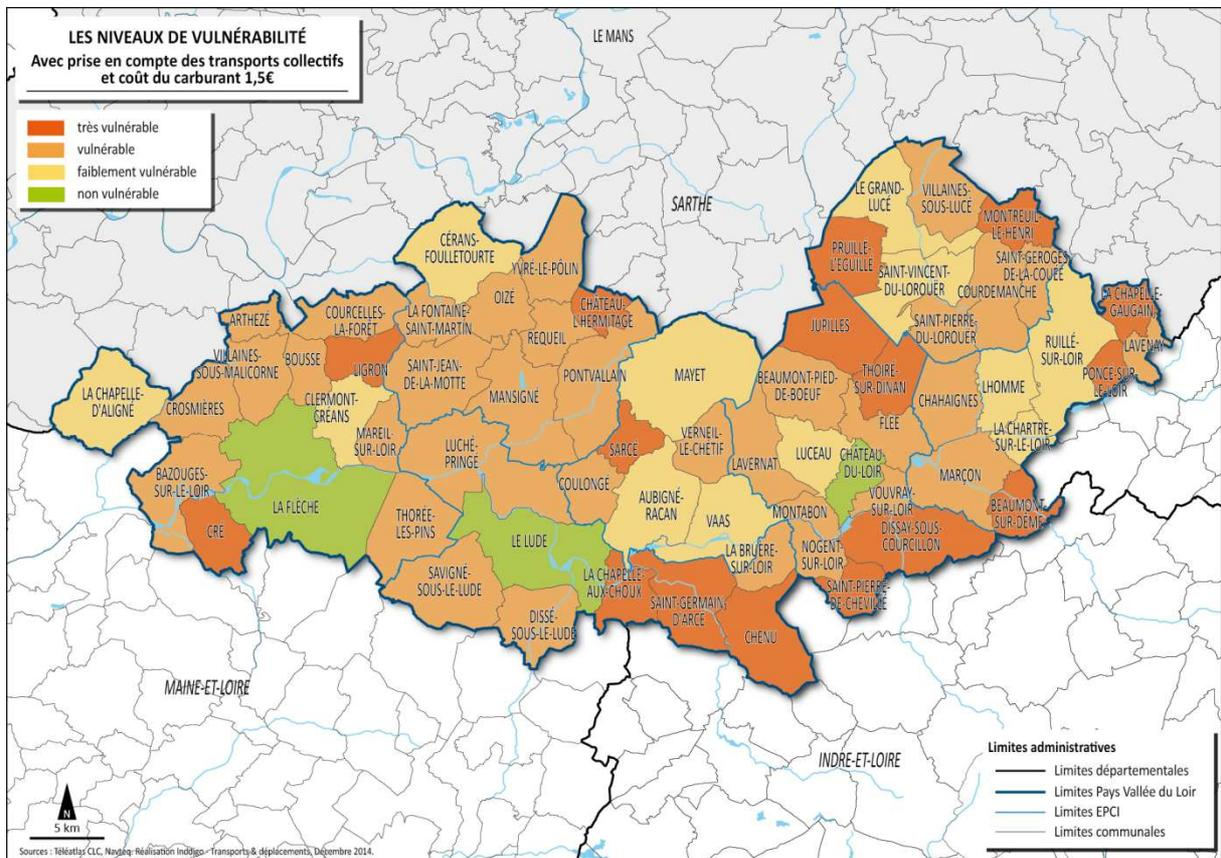 LES NIVEAUX DE VULNÉRABILITÉ
Avec prise en compte des transports collectifs
et coût du carburant 1,5€
très vulnérable
vulnérable
faiblement vulnérable
non vulnérable
LE MANS
SARTHE
LE GRAND-
LUCÉ
VILLAINES-
SOUS-LUCÉ
MONTREUIL-
LE-HENRI
PRUILLÉ-
L'EGUILLE
SAINT-VINCENT-
DU-LOROUER
SAINT-GEROGES-
DE-LA-COUÉE
COURDEMANCHE
CÉRANS-
FOULLETOURTE
YVRÉ-LE-PÔLIN
OIZÉ
CHÂTEAU-
L'HERMITAGE
LA CHAPELLE-
GAUGAIN
ARTHEZÉ
COURCELLES-
LA-FORÊT
LA FONTAINE-
SAINT-MARTIN
REQUEIL
JUPILLES
SAINT-PIERRE-
DU-LOROUER
RUILLÉ-
SUR-LOIR
LAVENAY
VILLAINES-
SOUS-MALICORNE
BOUSSE
LIGRON
SAINT-JEAN-
DE-LA-MOTTE
MANSIGNÉ
PONTVALLAIN
MAYET
BEAUMONT-PIED-
DE-BOEUF
THOIRÉ-
SUR-DINAN
PONCÉ-SUR-
LE-LOIR
LA CHAPELLE-
D'ALIGNÉ
CROSMIÈRES
CLERMONT-
CRÉANS
CHAHAIGNES
LHOMME
MAREIL-
SUR-LOIR
LUCHÉ-
PRINGÉ
SARCÉ
VERNEIL-
LE-CHÉTIF
FLÉE
LA CHARTRE-
SUR-LE-LOIR
BAZOUGES-
SUR-LE-LOIR
LAVERNAT
LUCEAU
CHÂTEAU-
DU-LOIR
MARÇON
LA FLÈCHE
COULONGÉ
AUBIGNÉ-
RACAN
VAAS
MONTABON
VOUVRAY-
SUR-LOIR
BEAUMONT-
SUR-DÊME
CRÉ
THORÉE-
LES-PINS
LE LUDE
DISSAY-SOUS-
COURCILLON
LA BRUÈRE-
SUR-LOIR
NOGENT-
SUR-LOIR
SAVIGNÉ-
SOUS-LE-LUDE
LA CHAPELLE-
AUX-CHOUX
SAINT-GERMAIN-
D'ARCÉ
SAINT-PIERRE-
DE-CHEVILLÉ
DISSÉ-
SOUS-LE-LUDE
CHENU
MAINE-ET-LOIRE
INDRE-ET-LOIRE
Limites administratives
Limites départementales
Limites Pays Vallée du Loir
Limites EPCI
Limites communales
N
5 km
Sources : Téléatlas CLC, Navteq. Réalisation Inddigo - Transports & déplacements, Décembre 2014.